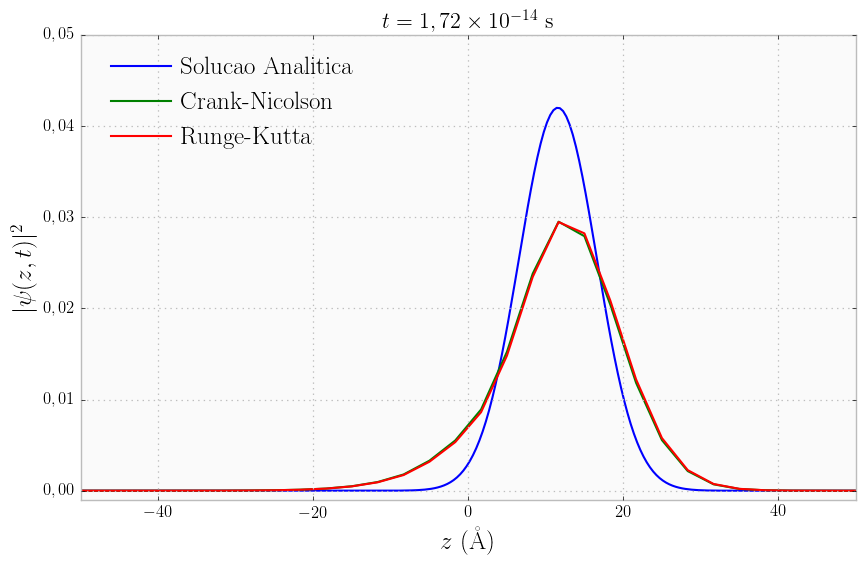 t = 1,72 × 10⁻¹⁴ s
0,05
Solucao Analitica
Crank-Nicolson
Runge-Kutta
0,04
0,03
0,02
0,01
0,00
|ψ(z, t)|²
−40
−20
0
20
40
z (Å)